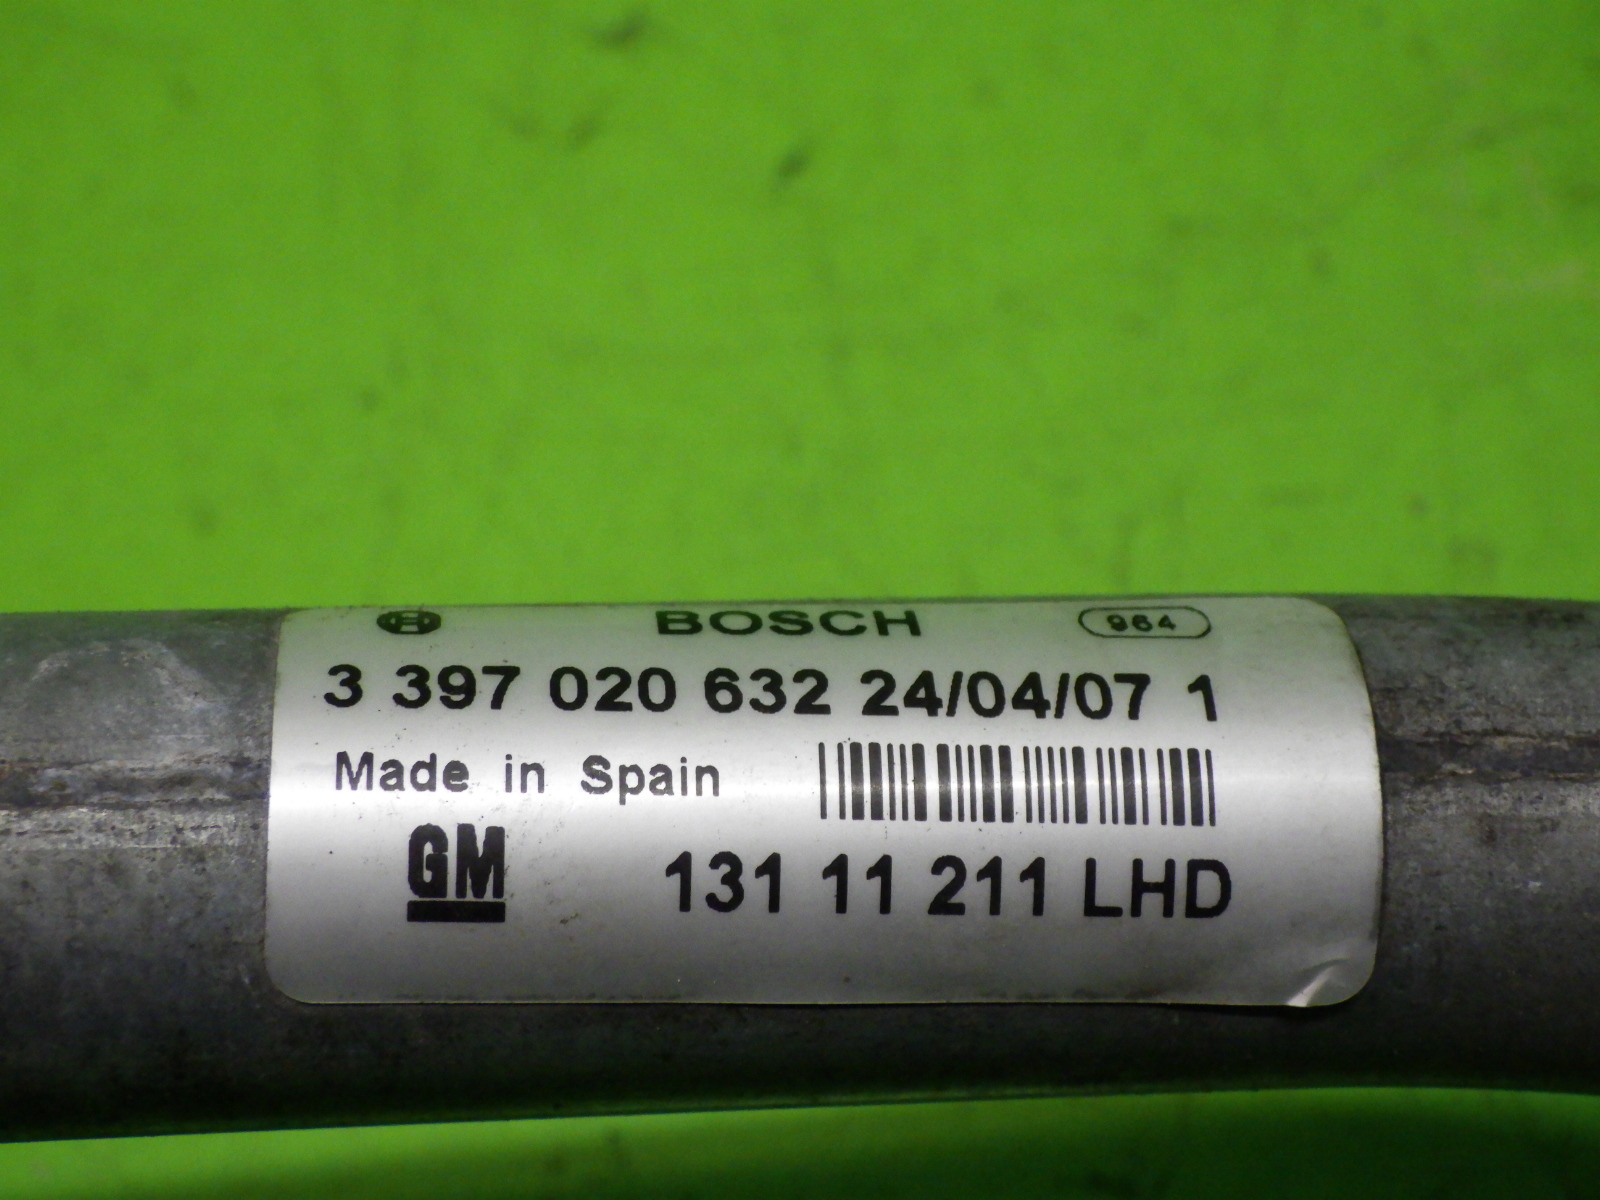 BOSCH 964
3 397 020 632 24/04/07 1
Made in Spain
GM 131 11 211 LHD